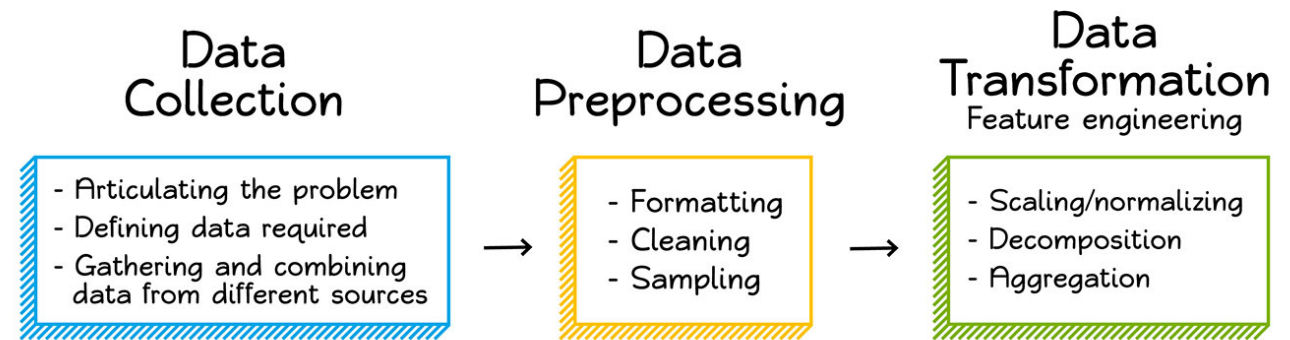 Data
Collection
- Articulating the problem
- Defining data required
- Gathering and combining
data from different sources
Data
Preprocessing
- Formatting
- Cleaning
- Sampling
Data
Transformation
Feature engineering
- Scaling/normalizing
- Decomposition
- Aggregation